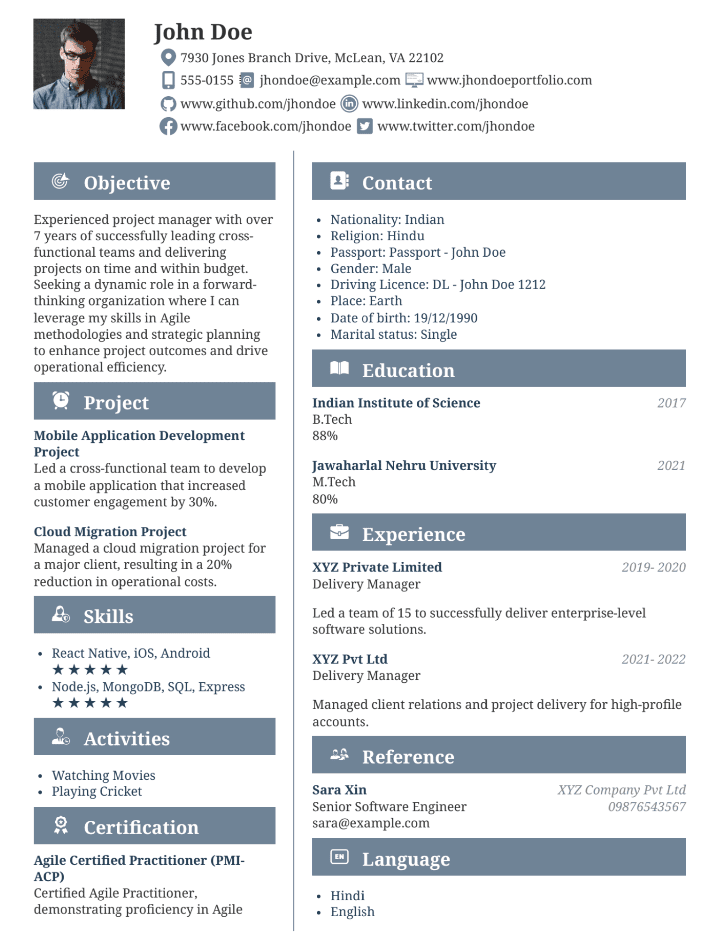 John Doe
7930 Jones Branch Drive, McLean, VA 22102
555-0155 jhondoe@example.com www.jhondoeportfolio.com
www.github.com/jhondoe www.linkedin.com/jhondoe
www.facebook.com/jhondoe www.twitter.com/jhondoe
Objective
Experienced project manager with over
7 years of successfully leading cross-
functional teams and delivering
projects on time and within budget.
Seeking a dynamic role in a forward-
thinking organization where I can
leverage my skills in Agile
methodologies and strategic planning
to enhance project outcomes and drive
operational efficiency.
Project
Mobile Application Development
Project
Led a cross-functional team to develop
a mobile application that increased
customer engagement by 30%.
Cloud Migration Project
Managed a cloud migration project for
a major client, resulting in a 20%
reduction in operational costs.
Skills
• React Native, iOS, Android
★★★★★
• Node.js, MongoDB, SQL, Express
★★★★★
Activities
• Watching Movies
• Playing Cricket
Certification
Agile Certified Practitioner (PMI-
ACP)
Certified Agile Practitioner,
demonstrating proficiency in Agile
Contact
• Nationality: Indian
• Religion: Hindu
• Passport: Passport - John Doe
• Gender: Male
• Driving Licence: DL - John Doe 1212
• Place: Earth
• Date of birth: 19/12/1990
• Marital status: Single
Education
Indian Institute of Science 2017
B.Tech
88%
Jawaharlal Nehru University 2021
M.Tech
80%
Experience
XYZ Private Limited 2019- 2020
Delivery Manager
Led a team of 15 to successfully deliver enterprise-level
software solutions.
XYZ Pvt Ltd 2021- 2022
Delivery Manager
Managed client relations and project delivery for high-profile
accounts.
Reference
Sara Xin XYZ Company Pvt Ltd
Senior Software Engineer 09876543567
sara@example.com
EN Language
• Hindi
• English